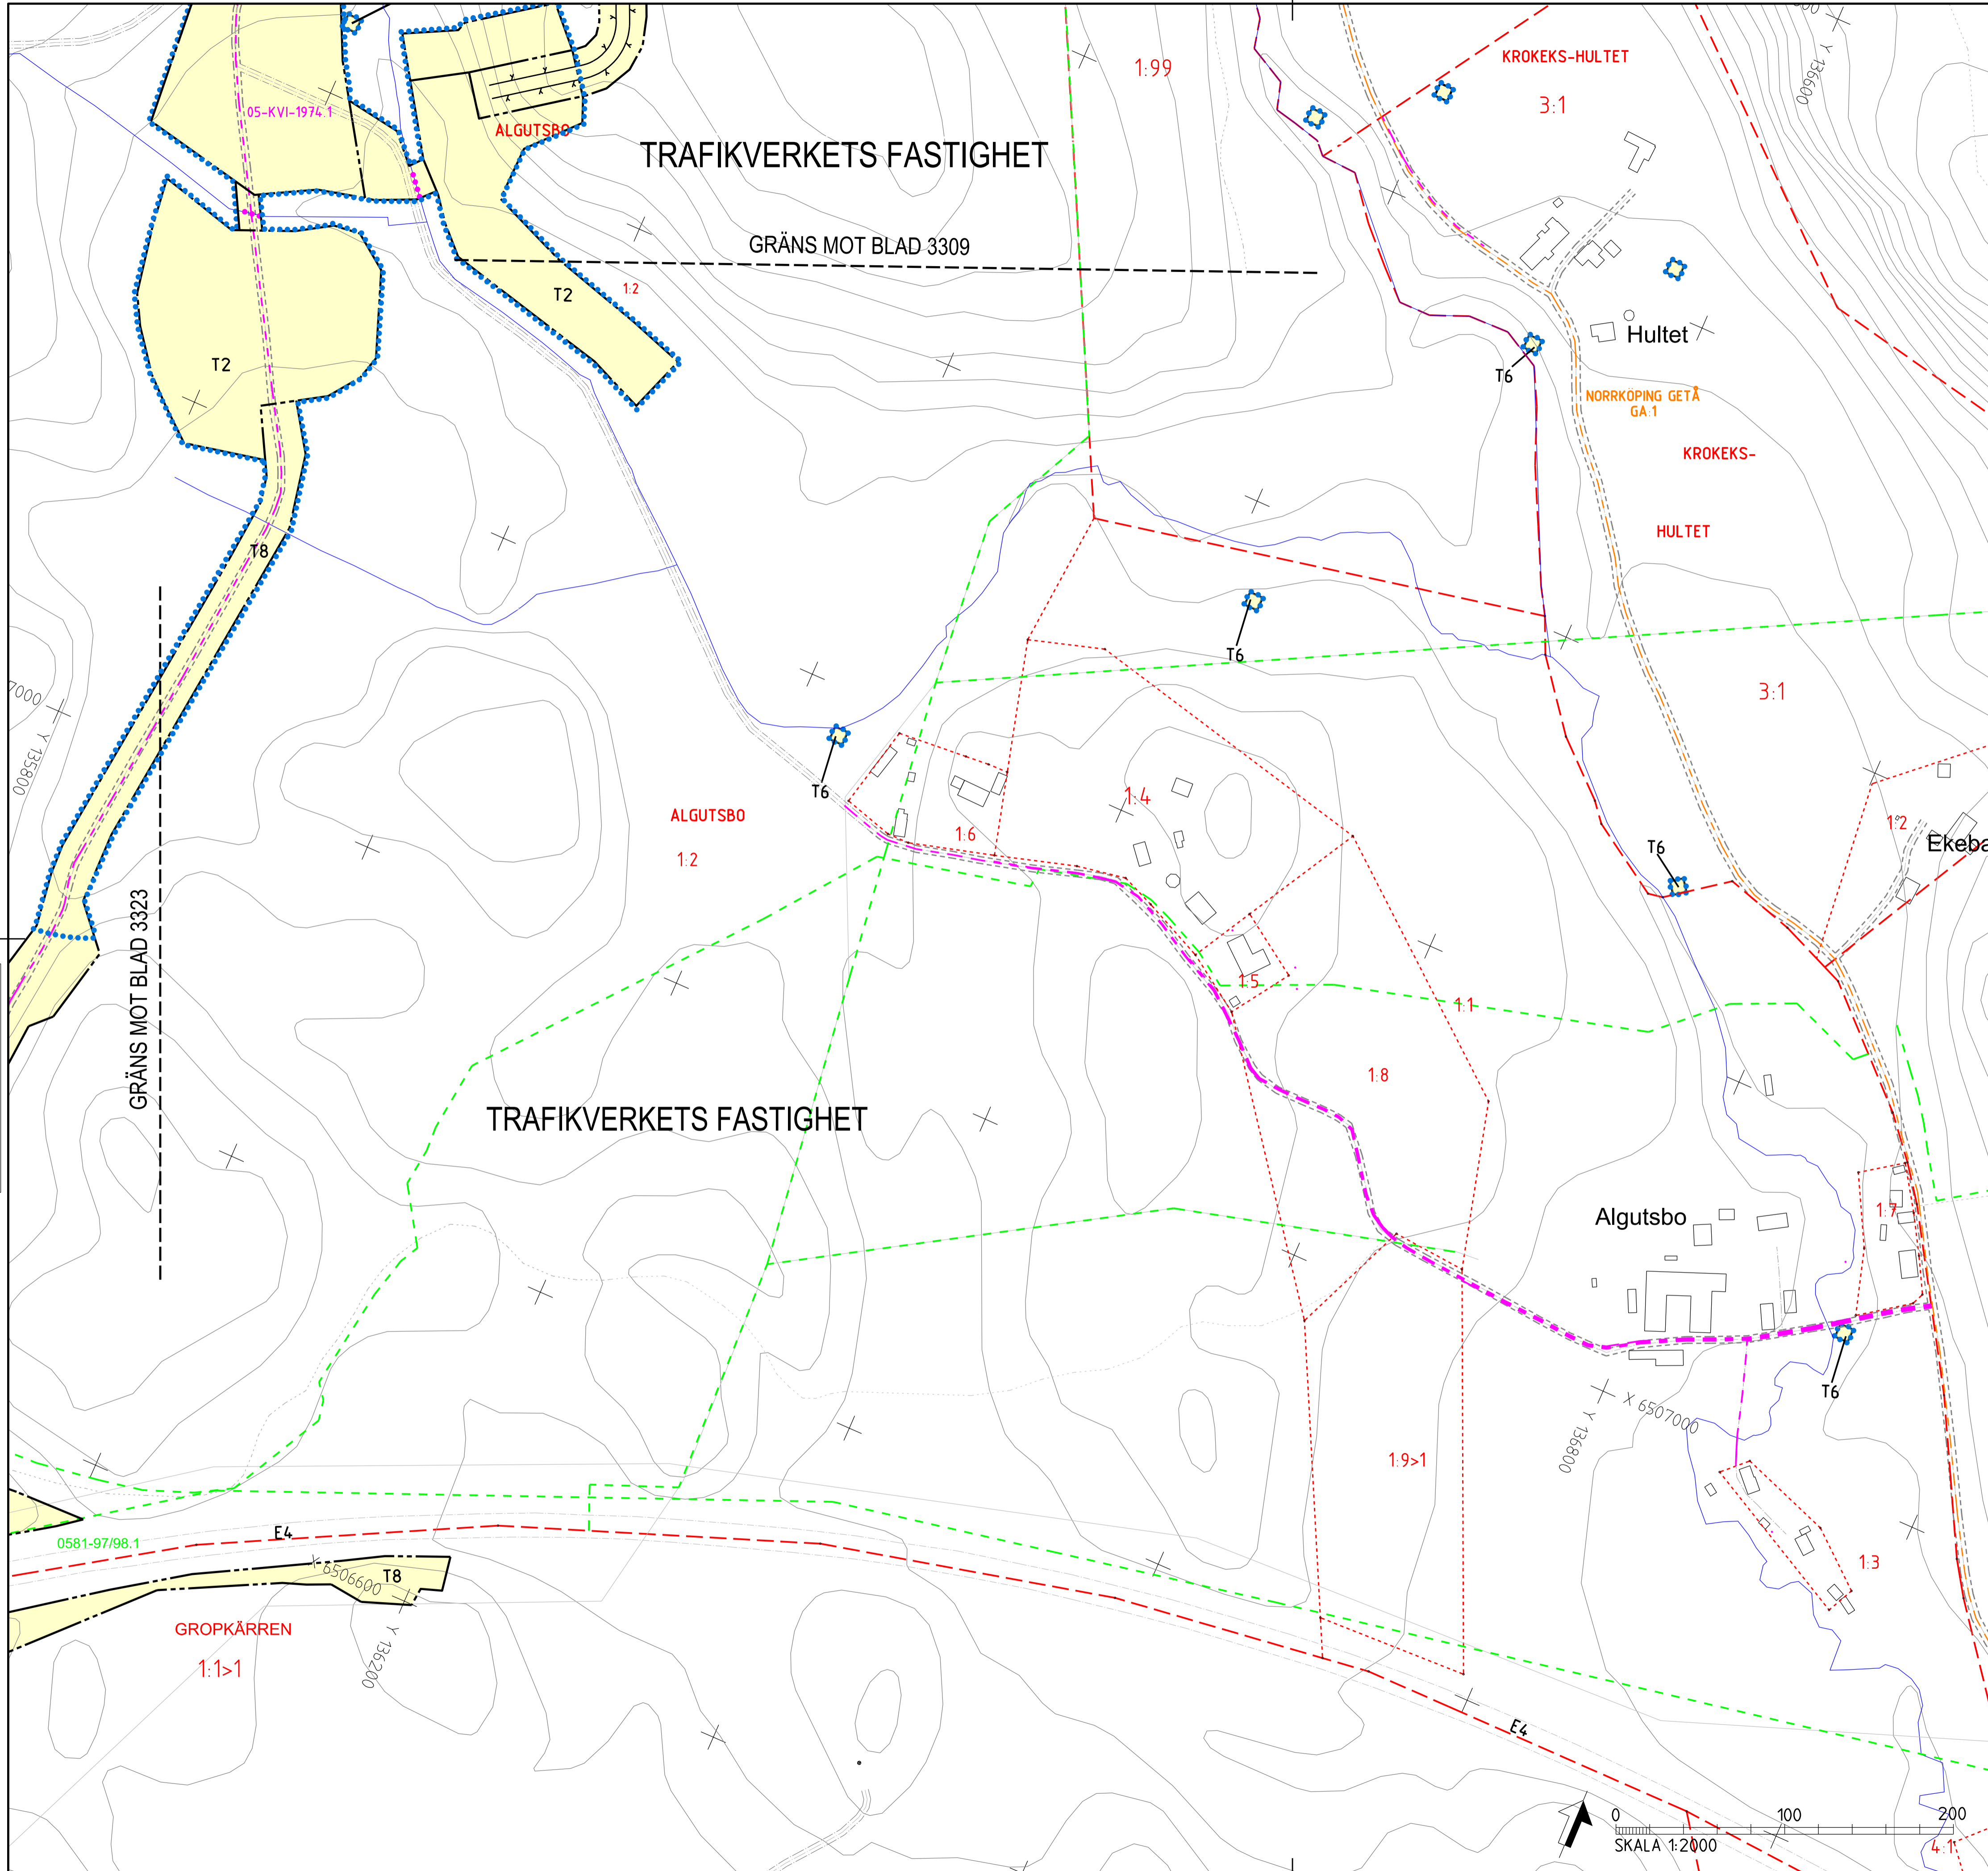 1:99
KROKEKS-HULTET
3:1
Y 136600
05-KVI-1974.1
ALGUTSBO
TRAFIKVERKETS FASTIGHET
GRÄNS MOT BLAD 3309
T2
1:2
T2
Hultet
T6
NORRKÖPING GETÅ
GA:1
KROKEKS-
HULTET
T8
T6
3:1
7000
Y 135800
T6
ALGUTSBO
1:2
1:4
1:6
1:2
T6
Ekeba
GRÄNS MOT BLAD 3323
1:5
1:1
1:8
TRAFIKVERKETS FASTIGHET
Algutsbo
1:7
T6
X 6507000
Y 136800
1:9>1
E4
0581-97/98.1
X 6506600
T8
1:3
GROPKÄRREN
1:1>1
Y 136200
E4
0 100 200
SKALA 1:2000
4:1